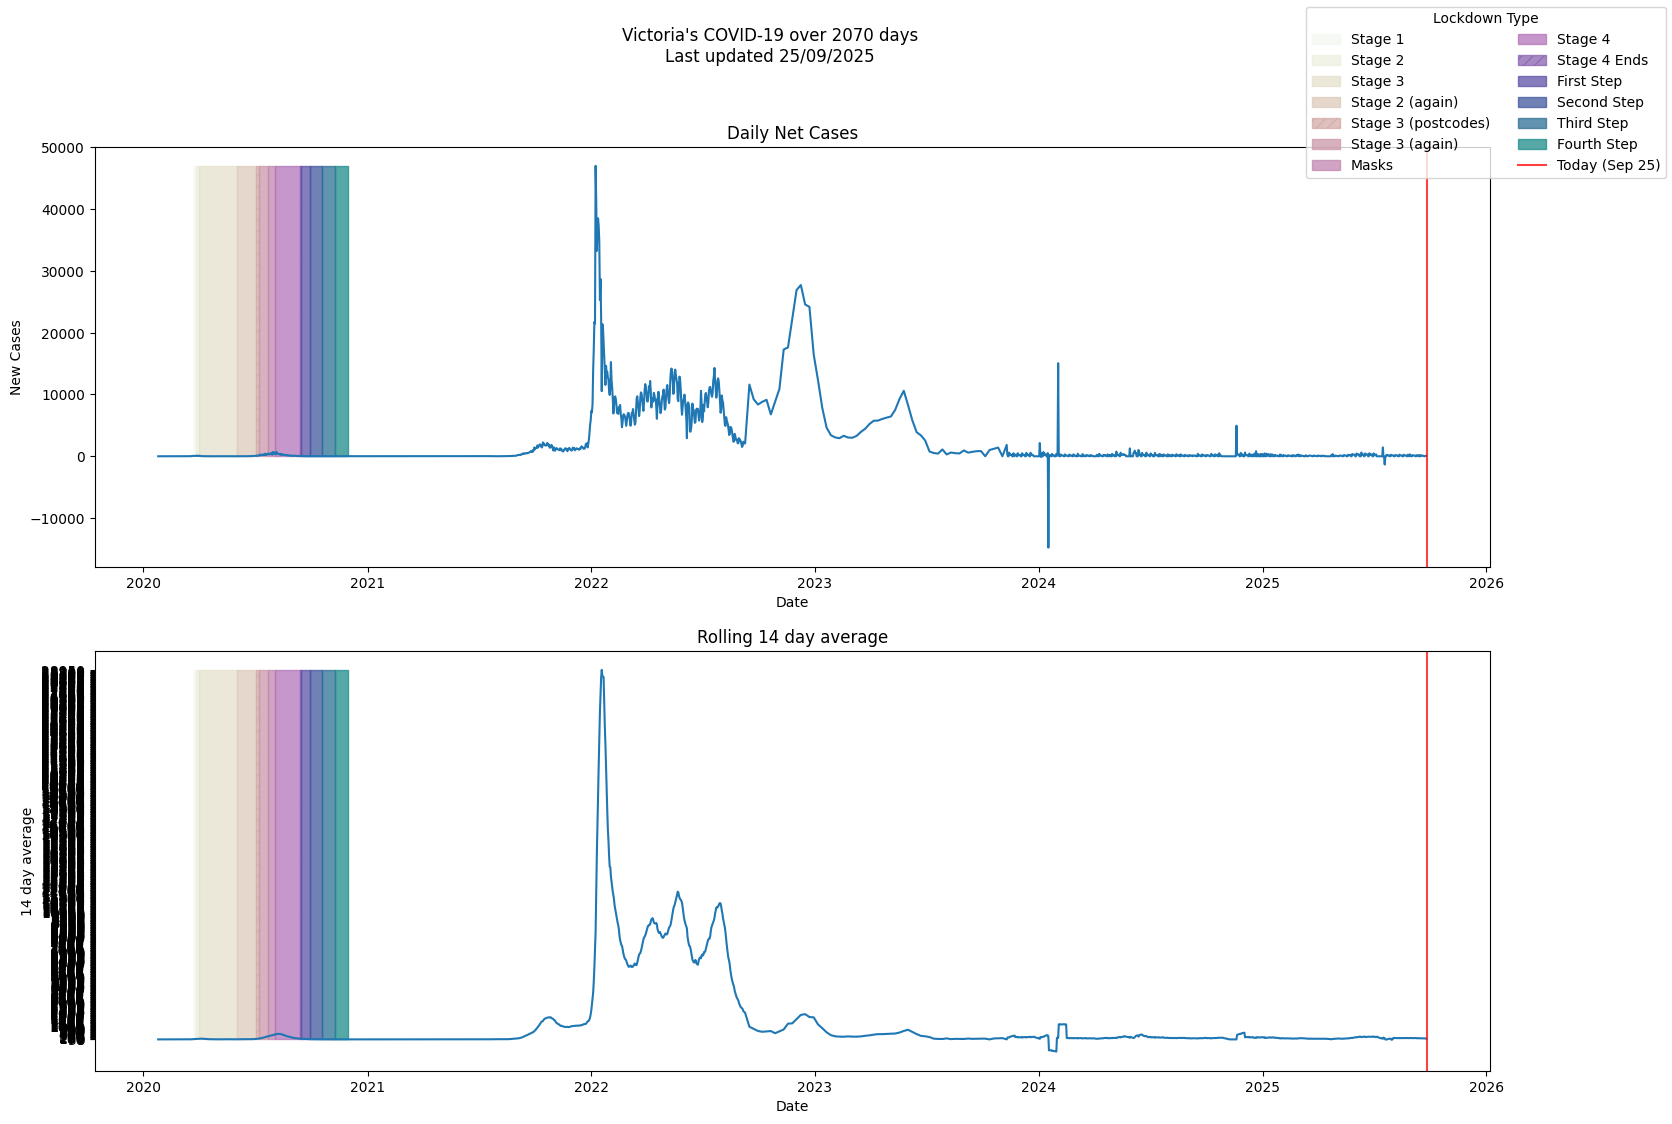 Victoria's COVID-19 over 2070 days
Last updated 25/09/2025
Lockdown Type
Stage 1
Stage 2
Stage 3
Stage 2 (again)
Stage 3 (postcodes)
Stage 3 (again)
Masks
Stage 4
Stage 4 Ends
First Step
Second Step
Third Step
Fourth Step
Today (Sep 25)
Daily Net Cases
50000
40000
30000
20000
10000
0
−10000
New Cases
2020 2021 2022 2023 2024 2025 2026
Date
Rolling 14 day average
14 day average
2020 2021 2022 2023 2024 2025 2026
Date